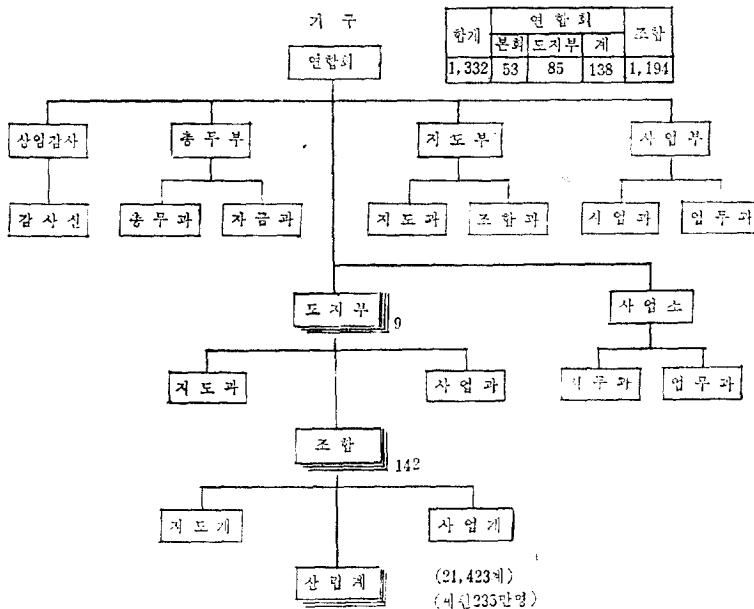 기 구
합계 연 합 회 조합
본회 도지부 계
1,332 53 85 138 1,194
연합회
상임감사 총 무 부 지 도 부 사 업 부
감 사 실 총 무 과 자 금 과 지 도 과 조 합 과 사 업 과 업 무 과
도 지 부 9 사 업 소
지 도 과 사 업 과 무 과 업 무 과
조 합 142
지 도 계 사 업 계
산 림 계 (21,423계)
235만명)